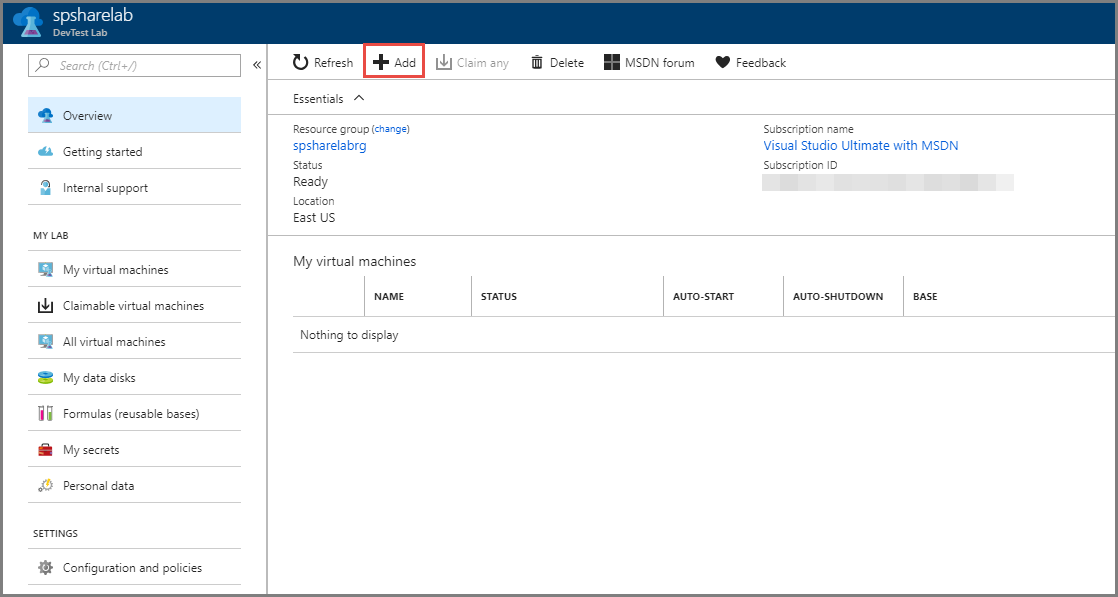 spsharelab
DevTest Lab
Search (Ctrl+/)
«
Refresh
Add
Claim any
Delete
MSDN forum
Feedback
Overview
Getting started
Internal support
MY LAB
My virtual machines
Claimable virtual machines
All virtual machines
My data disks
Formulas (reusable bases)
My secrets
Personal data
SETTINGS
Configuration and policies
Essentials
Resource group (change)
spsharelabrg
Status
Ready
Location
East US
Subscription name
Visual Studio Ultimate with MSDN
Subscription ID
My virtual machines
NAME
STATUS
AUTO-START
AUTO-SHUTDOWN
BASE
Nothing to display